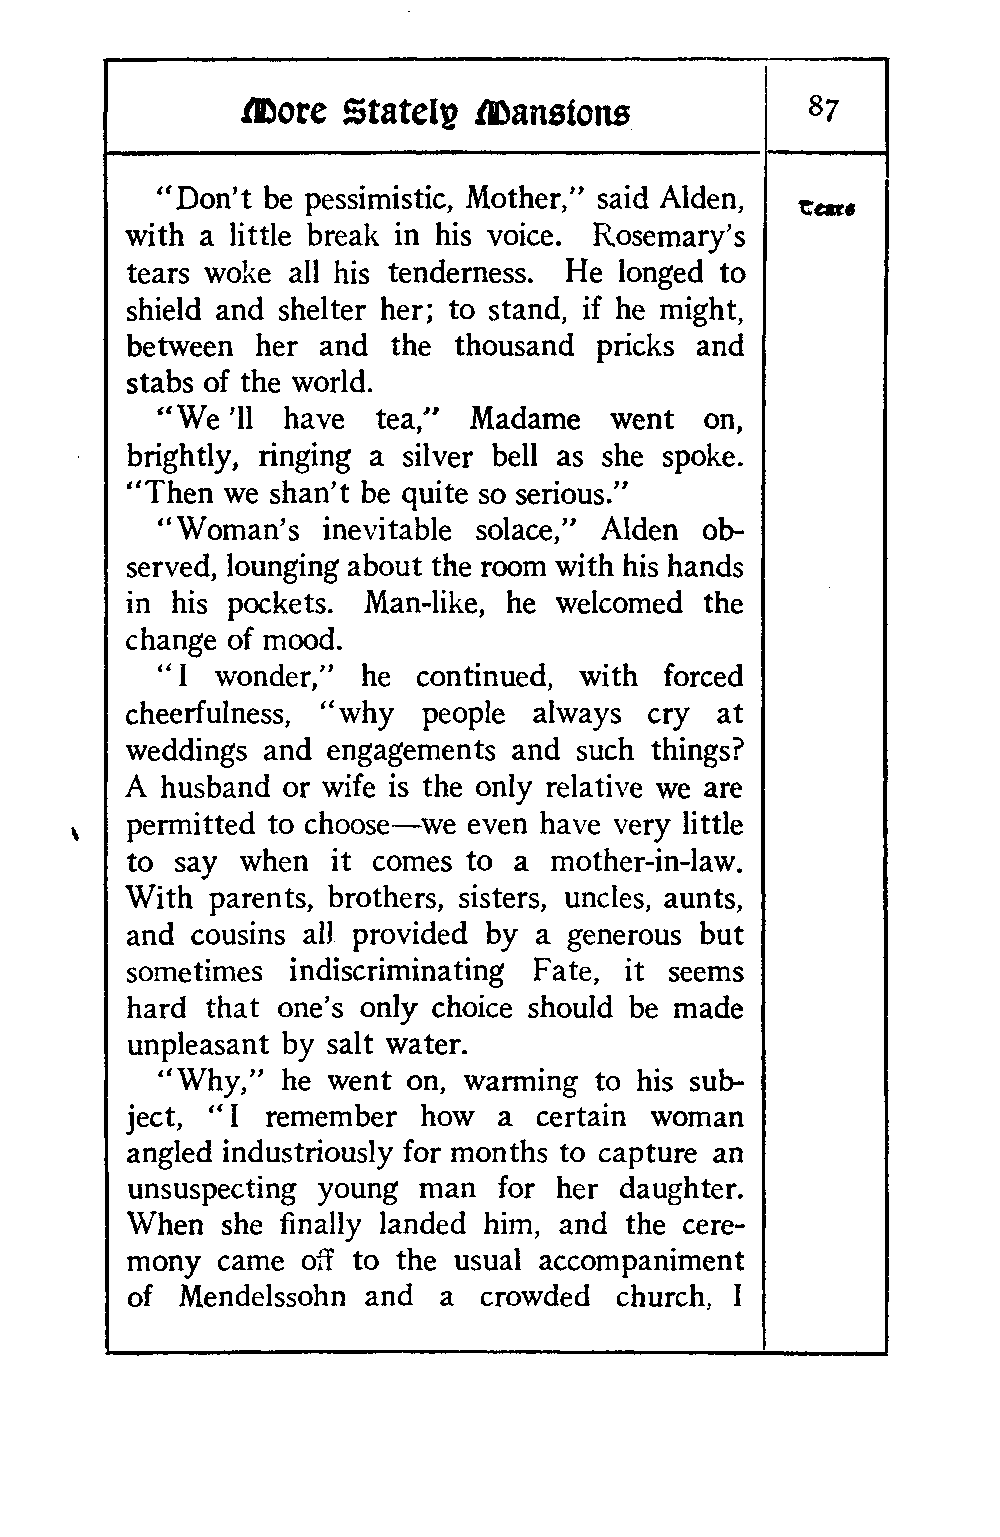 More Stately Mansions
87
Tears
"Don't be pessimistic, Mother," said Alden,
with a little break in his voice. Rosemary's
tears woke all his tenderness. He longed to
shield and shelter her; to stand, if he might,
between her and the thousand pricks and
stabs of the world.
"We 'll have tea," Madame went on,
brightly, ringing a silver bell as she spoke.
"Then we shan't be quite so serious."
"Woman's inevitable solace," Alden ob-
served, lounging about the room with his hands
in his pockets. Man-like, he welcomed the
change of mood.
"I wonder," he continued, with forced
cheerfulness, "why people always cry at
weddings and engagements and such things?
A husband or wife is the only relative we are
permitted to choose—we even have very little
to say when it comes to a mother-in-law.
With parents, brothers, sisters, uncles, aunts,
and cousins all provided by a generous but
sometimes indiscriminating Fate, it seems
hard that one's only choice should be made
unpleasant by salt water.
"Why," he went on, warming to his sub-
ject, "I remember how a certain woman
angled industriously for months to capture an
unsuspecting young man for her daughter.
When she finally landed him, and the cere-
mony came off to the usual accompaniment
of Mendelssohn and a crowded church, I